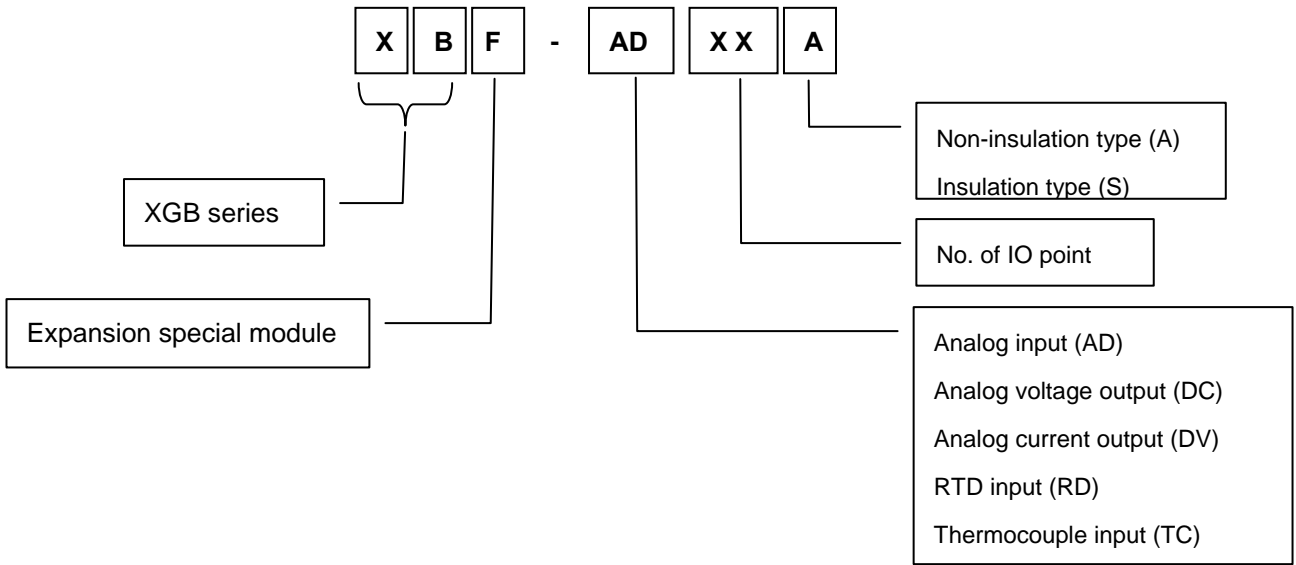 X B F - AD X X A
Non-insulation type (A)
Insulation type (S)
XGB series
No. of IO point
Expansion special module
Analog input (AD)
Analog voltage output (DC)
Analog current output (DV)
RTD input (RD)
Thermocouple input (TC)